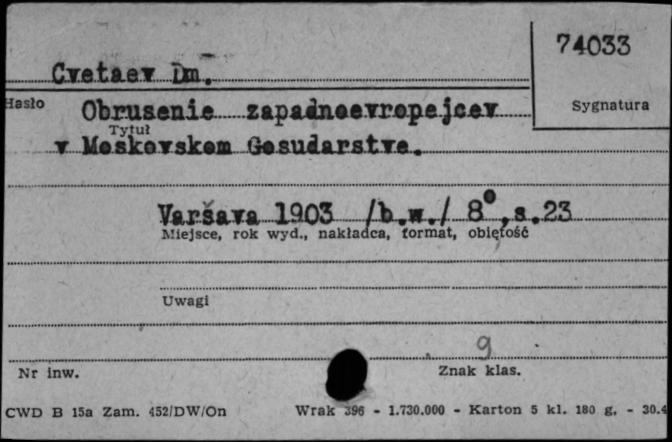 74033
Cvetaev Dm.
Hasło
Sygnatura
Obrusenie zapadnoevropejcev
Tytuł
v Moskovskom Gosudarstve.
Varšava 1903 /b.w./ 8°,s.23
Miejsce, rok wyd., nakładca, format, objętość
Uwagi
9
Nr inw.
Znak klas.
CWD B 15a Zam. 452/DW/On Wrak 396 - 1.730.000 - Karton 5 kl. 180 g. - 30.4